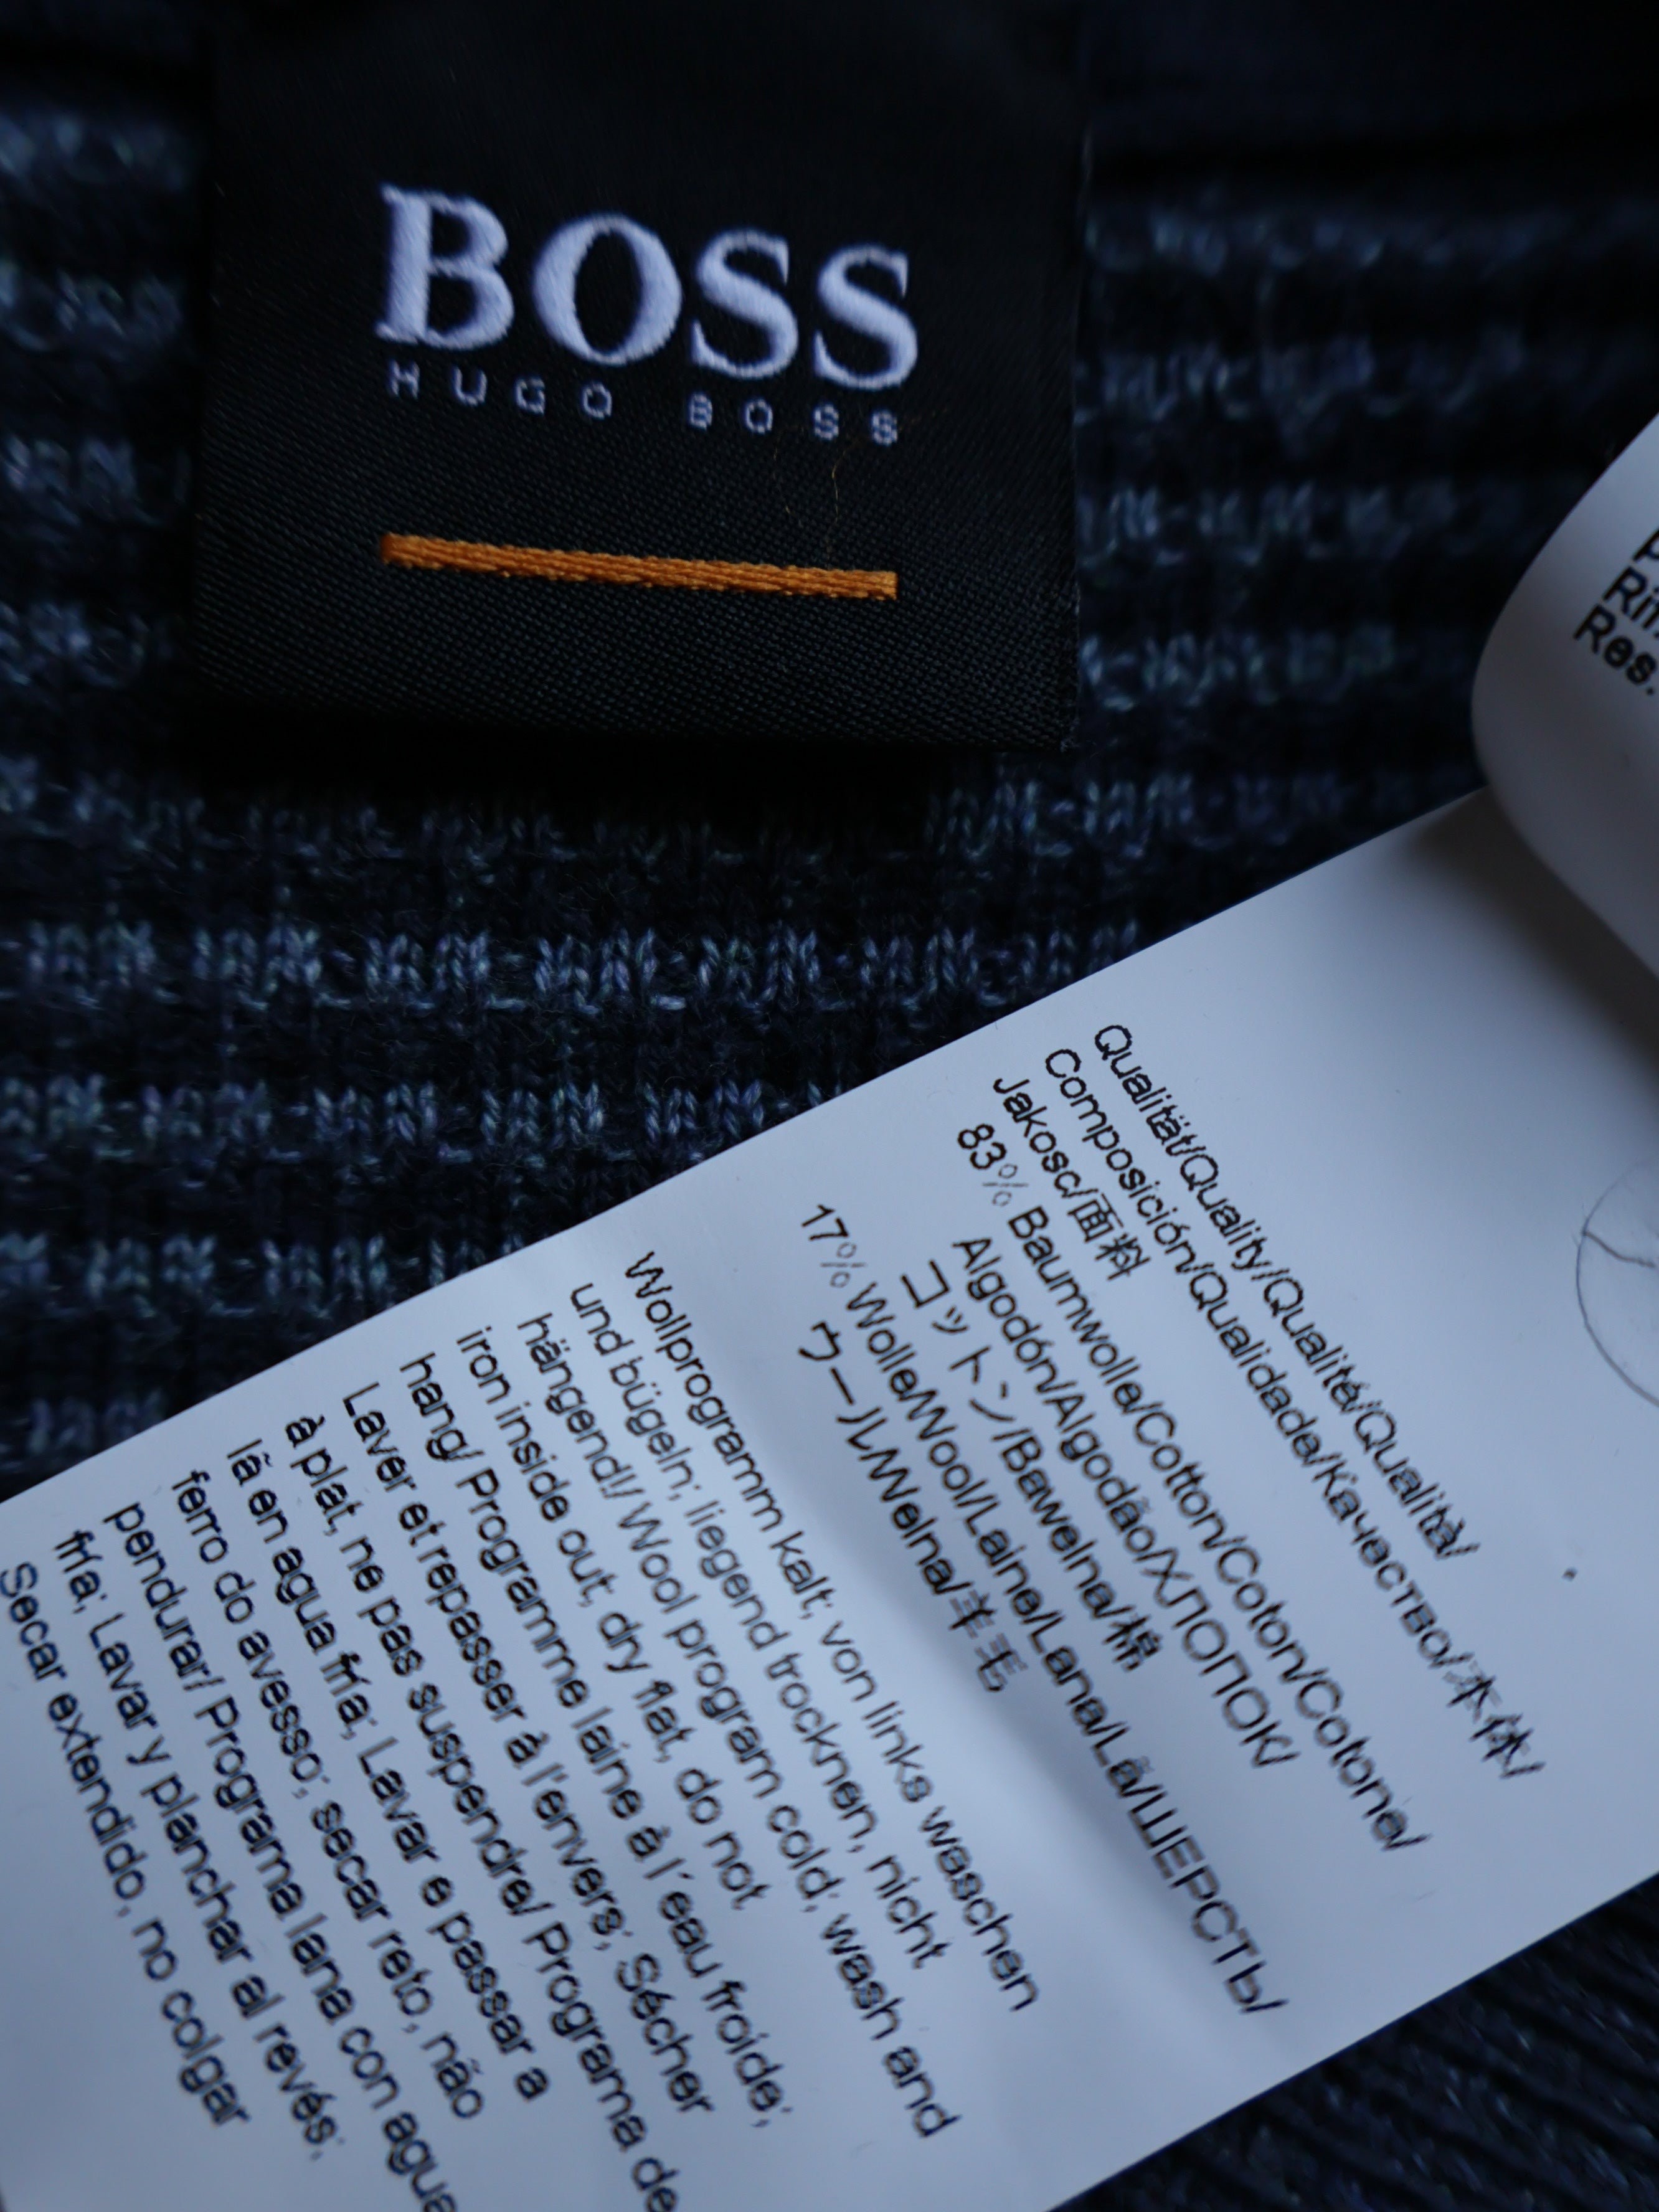 BOSS
HUGO BOSS
Res.
Qualität/Quality/Qualité/Qualità/
Composición/Qualidade/Качество/本体/
Jakosc/面料
83% Baumwolle/Cotton/Coton/Cotone/
Algodón/Algodão/ХЛОПОК/
コットン/Bawelna/棉
17% Wolle/Wool/Laine/Lana/Lã/ШЕРСТЬ/
ウール/Welna/羊毛
Wollprogramm kalt; von links waschen
und bügeln; liegend trocknen, nicht
hängend!/ Wool program cold; wash and
iron inside out; dry flat, do not
hang/ Programme laine à l'eau froide;
Laver et repasser à l'envers; Sécher
à plat, ne pas suspendre/ Programa de
lã en agua fría; Lavar e passar a
ferro do avesso; secar reto, não
pendurar/ Programa lana con agua
fría; Lavar y planchar al revés;
Secar extendido, no colgar